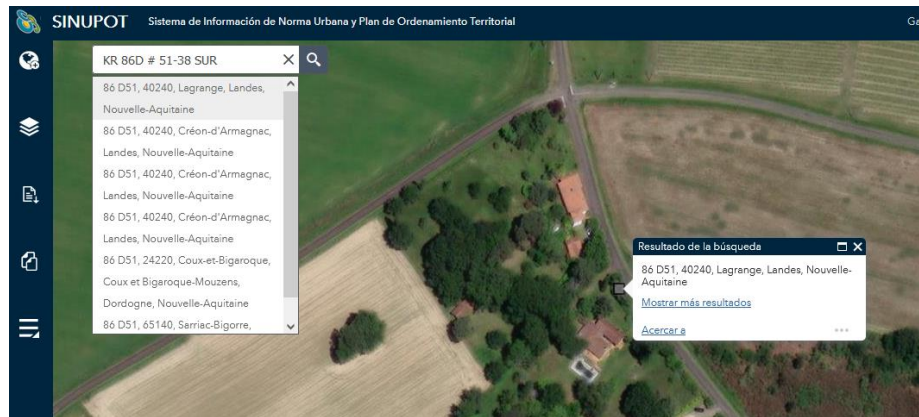 SINUPOT Sistema de Información de Norma Urbana y Plan de Ordenamiento Territorial
KR 86D # 51-38 SUR
86 D51, 40240, Lagrange, Landes,
Nouvelle-Aquitaine
86 D51, 40240, Créon-d'Armagnac,
Landes, Nouvelle-Aquitaine
86 D51, 40240, Créon-d'Armagnac,
Landes, Nouvelle-Aquitaine
86 D51, 40240, Créon-d'Armagnac,
Landes, Nouvelle-Aquitaine
86 D51, 24220, Coux-et-Bigaroque,
Coux et Bigaroque-Mouzens,
Dordogne, Nouvelle-Aquitaine
86 D51, 65140, Sarriac-Bigorre,
Resultado de la búsqueda
86 D51, 40240, Lagrange, Landes, Nouvelle-
Aquitaine
Mostrar más resultados
Acercar a